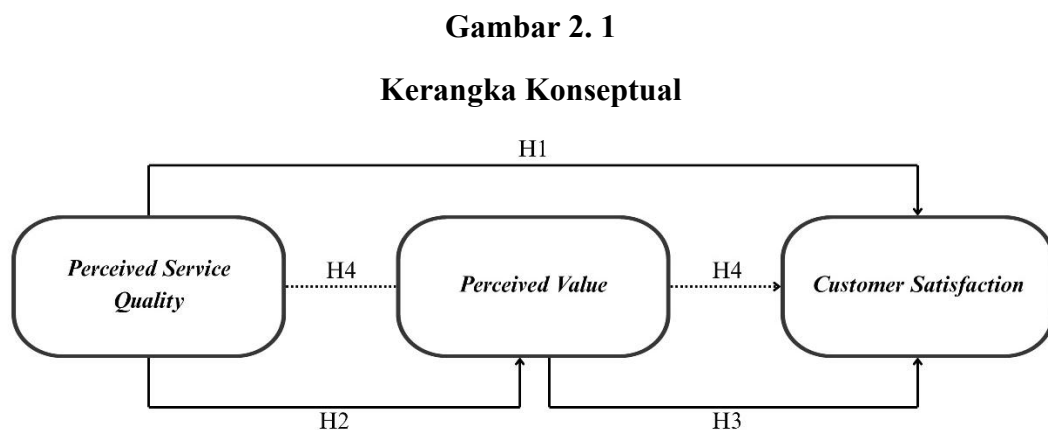 Gambar 2. 1
Kerangka Konseptual
H1
Perceived Service
Quality
H4
Perceived Value
H4
Customer Satisfaction
H2
H3